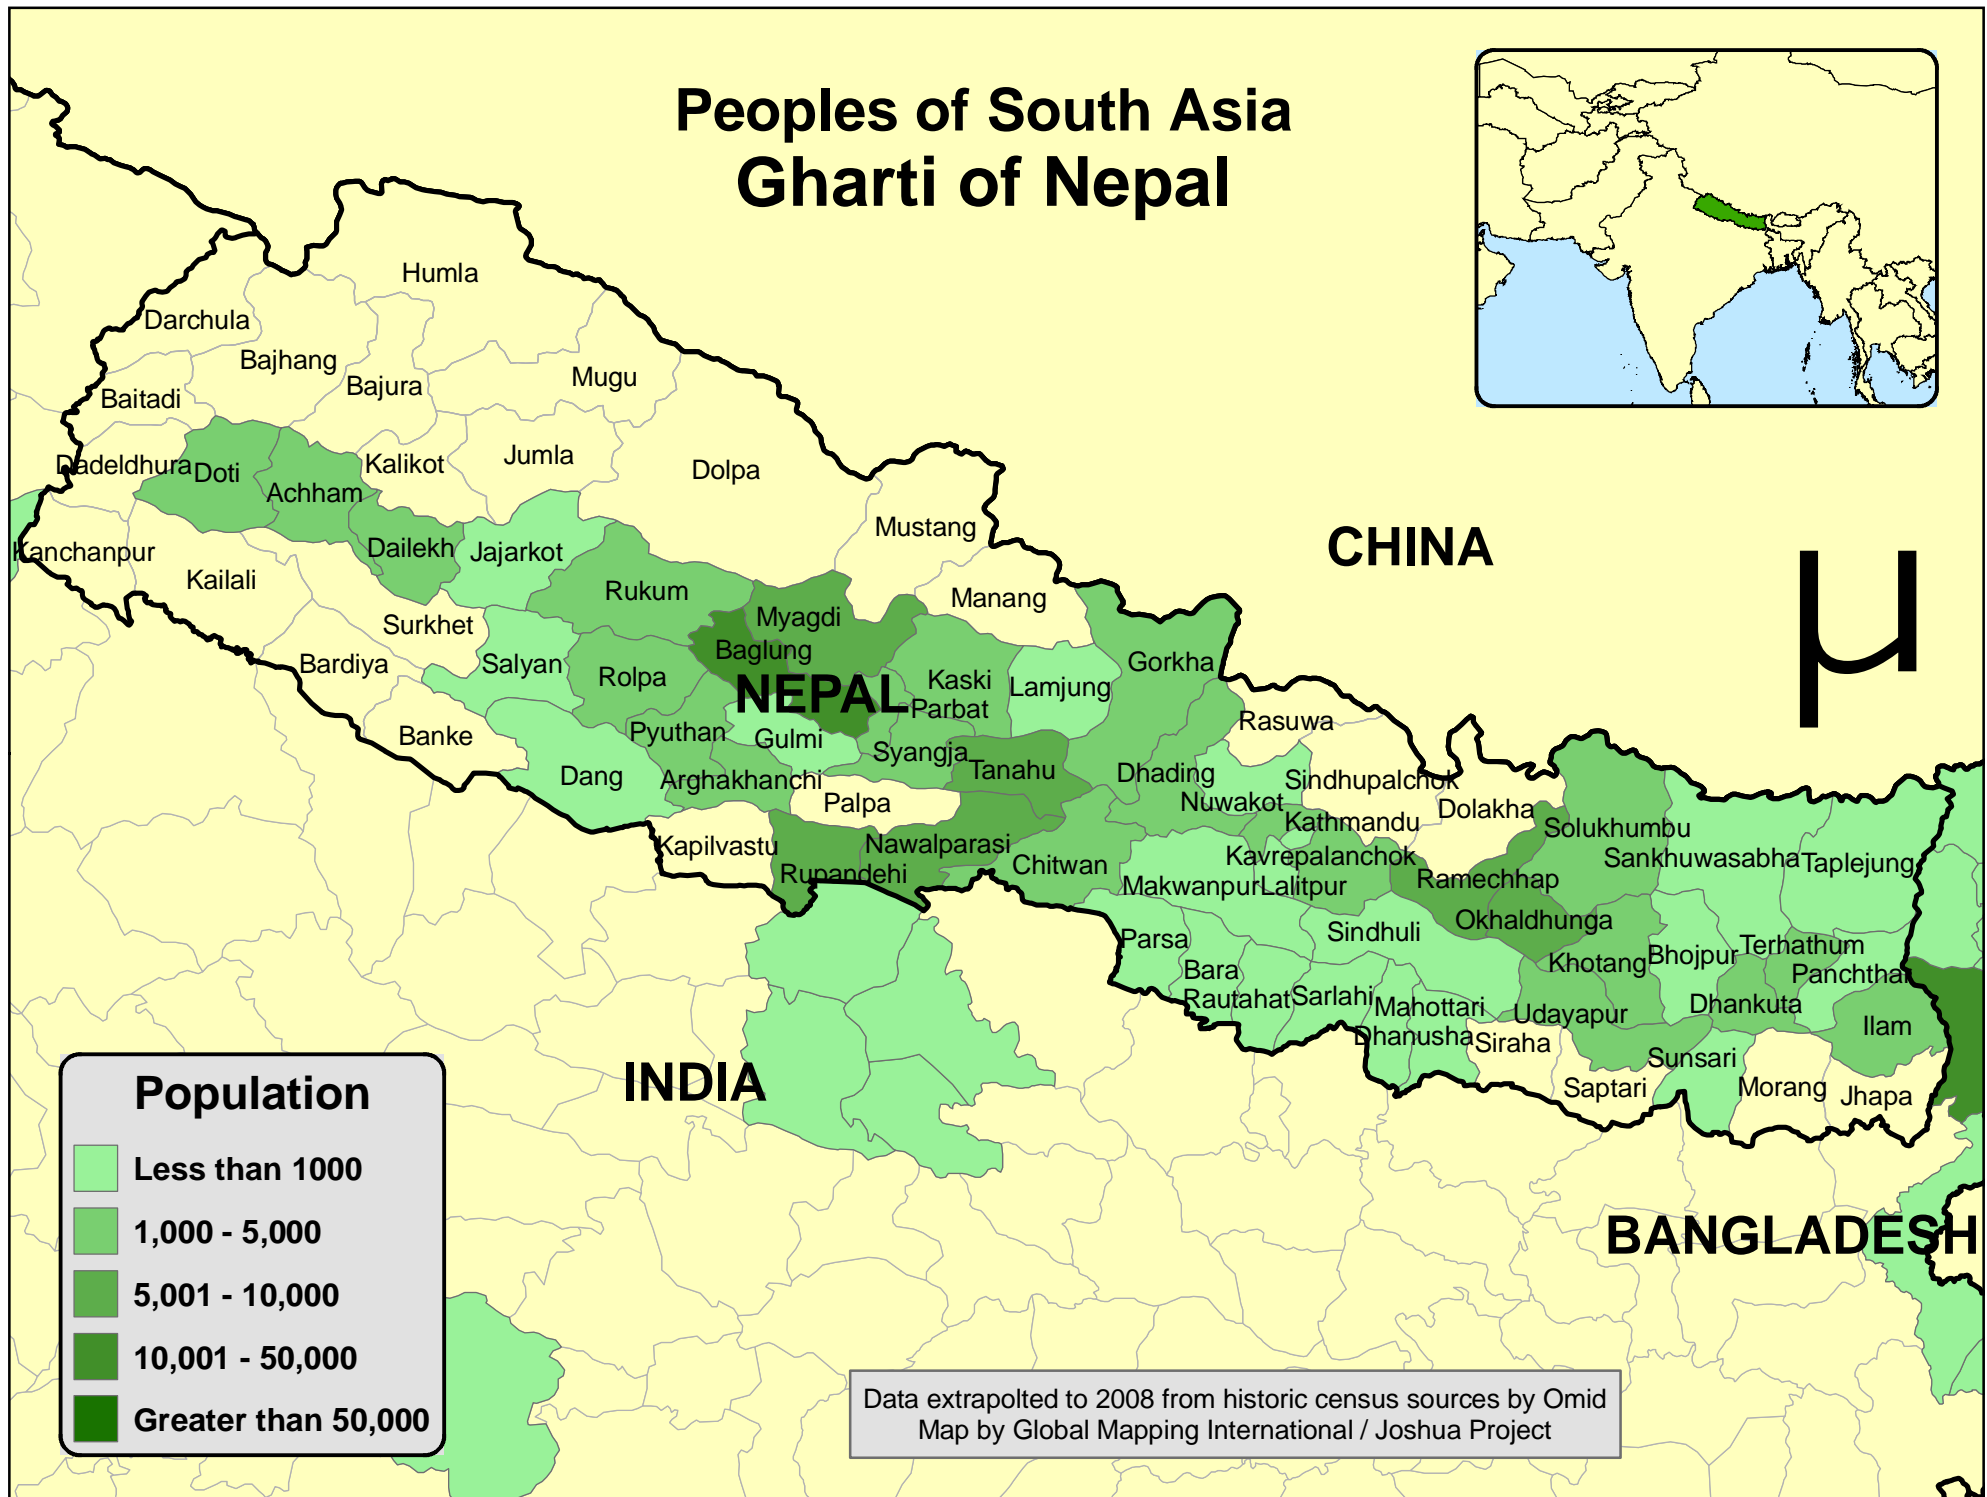 Peoples of South Asia
Gharti of Nepal
Humla
Darchula
Bajhang
Bajura
Mugu
Baitadi
Dadeldhura
Doti
Achham
Kalikot
Jumla
Dolpa
Mustang
CHINA
µ
Kanchanpur
Kailali
Dailekh
Jajarkot
Rukum
Manang
Myagdi
Surkhet
Baglung
Bardiya
Salyan
Rolpa
NEPAL
Kaski
Parbat
Lamjung
Gorkha
Rasuwa
Banke
Pyuthan
Gulmi
Syangja
Dang
Arghakhanchi
Tanahu
Dhading
Sindhupalchok
Palpa
Nuwakot
Dolakha
Kathmandu
Solukhumbu
Kapilvastu
Nawalparasi
Rupandehi
Chitwan
Kavrepalanchok
Sankhuwasabha
Taplejung
Makwanpur
Lalitpur
Ramechhap
Okhaldhunga
Parsa
Sindhuli
Bhojpur
Terhathum
Khotang
Panchthar
Bara
Rautahat
Sarlahi
Mahottari
Dhankuta
Udayapur
Ilam
Dhanusha
Siraha
Sunsari
Saptari
Morang
Jhapa
INDIA
BANGLADESH
Population
Less than 1000
1,000 - 5,000
5,001 - 10,000
10,001 - 50,000
Greater than 50,000
Data extrapolted to 2008 from historic census sources by Omid
Map by Global Mapping International / Joshua Project